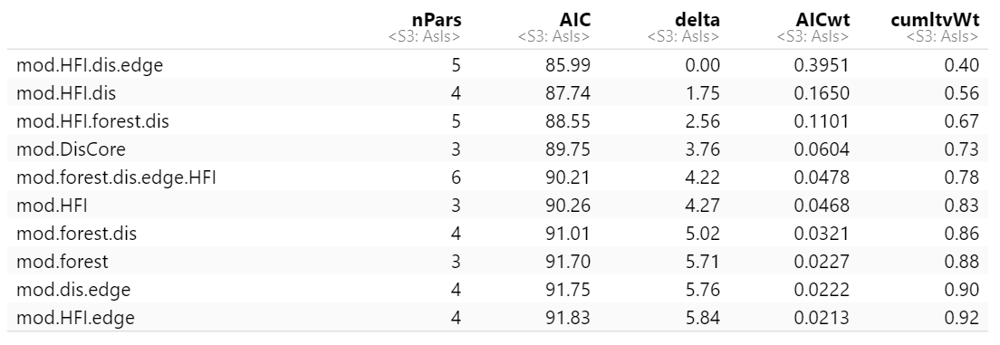 nPars AIC delta AICwt cumltvWt
<S3: AsIs> <S3: AsIs> <S3: AsIs> <S3: AsIs> <S3: AsIs>
mod.HFI.dis.edge 5 85.99 0.00 0.3951 0.40
mod.HFI.dis 4 87.74 1.75 0.1650 0.56
mod.HFI.forest.dis 5 88.55 2.56 0.1101 0.67
mod.DisCore 3 89.75 3.76 0.0604 0.73
mod.forest.dis.edge.HFI 6 90.21 4.22 0.0478 0.78
mod.HFI 3 90.26 4.27 0.0468 0.83
mod.forest.dis 4 91.01 5.02 0.0321 0.86
mod.forest 3 91.70 5.71 0.0227 0.88
mod.dis.edge 4 91.75 5.76 0.0222 0.90
mod.HFI.edge 4 91.83 5.84 0.0213 0.92